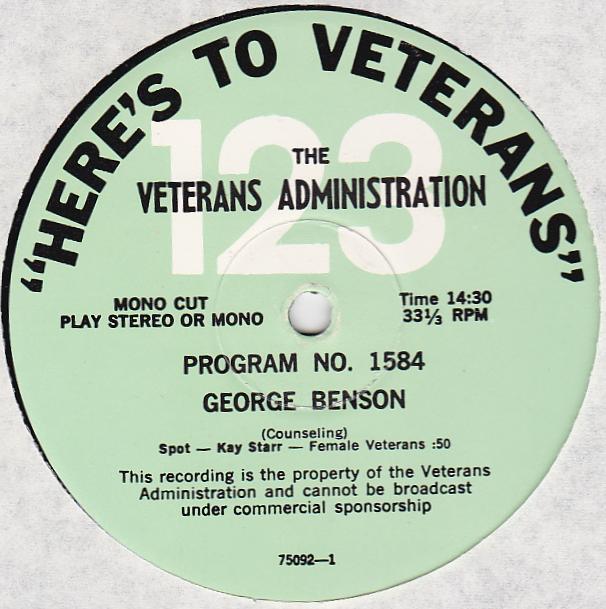 "HERE'S TO VETERANS"
123
THE
VETERANS ADMINISTRATION
MONO CUT
PLAY STEREO OR MONO
Time 14:30
33⅓ RPM
PROGRAM NO. 1584
GEORGE BENSON
(Counseling)
Spot — Kay Starr — Female Veterans :50
This recording is the property of the Veterans
Administration and cannot be broadcast
under commercial sponsorship
75092—1